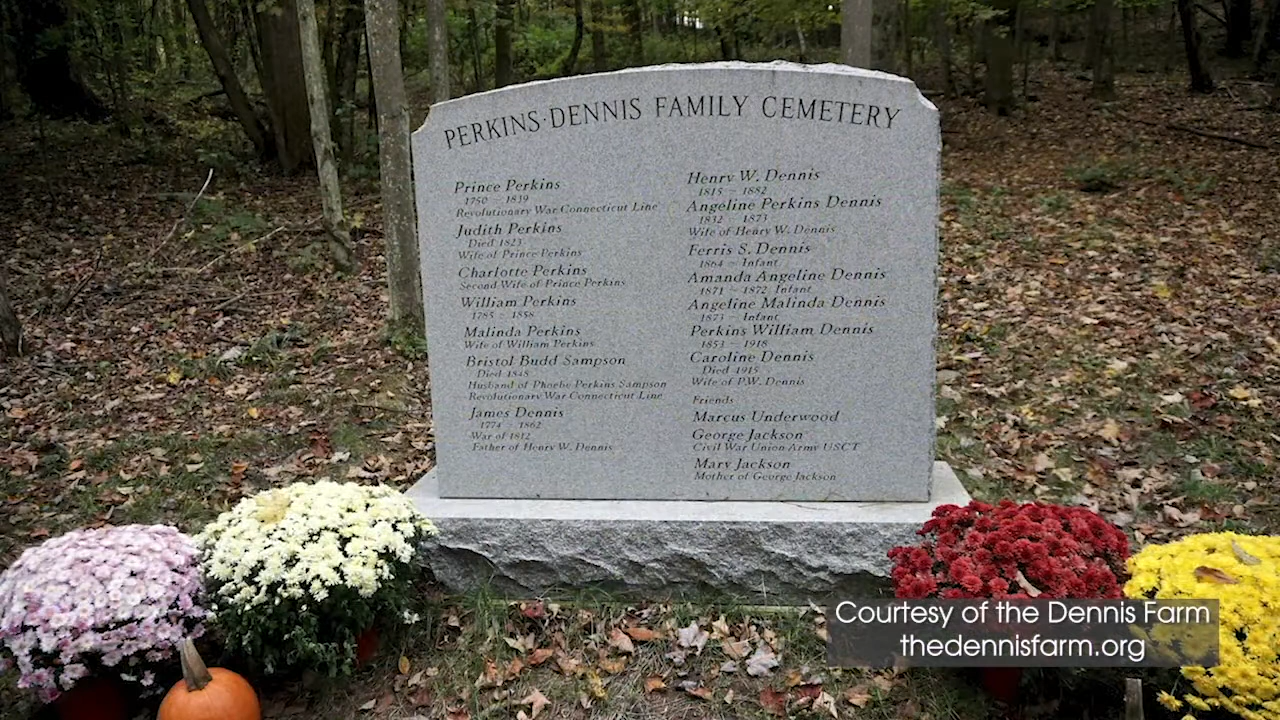 PERKINS-DENNIS FAMILY CEMETERY
Prince Perkins
1750 - 1839
Revolutionary War Connecticut Line
Judith Perkins
Died 1823
Wife of Prince Perkins
Charlotte Perkins
Second Wife of Prince Perkins
William Perkins
1785 - 1858
Malinda Perkins
Wife of William Perkins
Bristol Budd Sampson
Died 1848
Husband of Phoebe Perkins Sampson
Revolutionary War Connecticut Line
James Dennis
1774 - 1862
War of 1812
Father of Henry W. Dennis
Henry W. Dennis
1815 - 1882
Angeline Perkins Dennis
1832 - 1873
Wife of Henry W. Dennis
Ferris S. Dennis
1864 - Infant
Amanda Angeline Dennis
1871 - 1872 Infant
Angeline Malinda Dennis
1873 - Infant
Perkins William Dennis
1853 - 1918
Caroline Dennis
Died 1915
Wife of P.W. Dennis
Friends
Marcus Underwood
George Jackson
Civil War Union Army USCT
Mary Jackson
Mother of George Jackson
Courtesy of the Dennis Farm
thedennisfarm.org